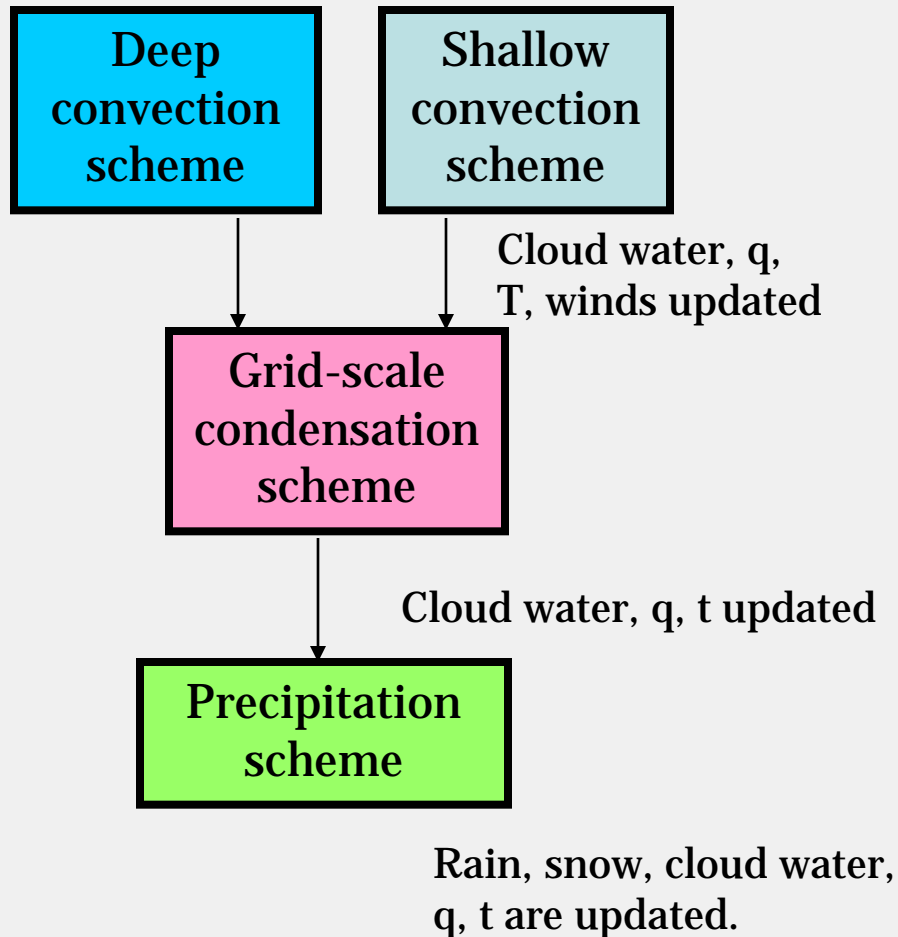 Deep
convection
scheme
Shallow
convection
scheme
Cloud water, q,
T, winds updated
Grid-scale
condensation
scheme
Cloud water, q, t updated
Precipitation
scheme
Rain, snow, cloud water,
q, t are updated.